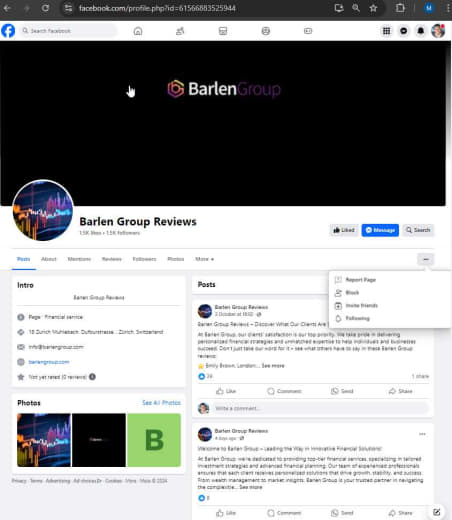 facebook.com/profile.php?id=61566883525944
M
Search Facebook
BarlenGroup
Barlen Group Reviews
1.5K likes • 1.5K followers
Liked
Message
Search
Posts
About
Mentions
Reviews
Followers
Photos
More
Report Page
Block
Invite friends
Following
Intro
Barlen Group Reviews
Page · Financial service
18 Zurich Muhlebach, Dufourstrasse, , Zürich, Switzerland
info@barlengroup.com
barlengroup.com
Not yet rated (0 reviews)
Photos
See All Photos
B
Privacy · Terms · Advertising · Ad choices · Cookies · More · Meta © 2024
Posts
Barlen Group Reviews
2 October at 19:50
Barlen Group Reviews – Discover What Our Clients Are
At Barlen Group, our clients' satisfaction is our top priority. We take pride in delivering
personalized financial strategies and unmatched expertise to help individuals and businesses
succeed. Don't just take our word for it – see what others have to say in these Barlen Group
reviews:
Emily Brown, London... See more
1 share
Like
Comment
Send
Share
Write a comment...
Barlen Group Reviews
4 days ago
Welcome to Barlen Group – Leading the Way in Innovative Financial Solutions!
At Barlen Group, we're dedicated to providing top-tier financial services, specializing in tailored
investment strategies and advanced financial planning. Our team of experienced professionals
ensures that each client receives personalized solutions that drive growth, stability, and success.
From wealth management to market insights, Barlen Group is your trusted partner in navigating
the complexitie... See more
Like
Comment
Send
Share